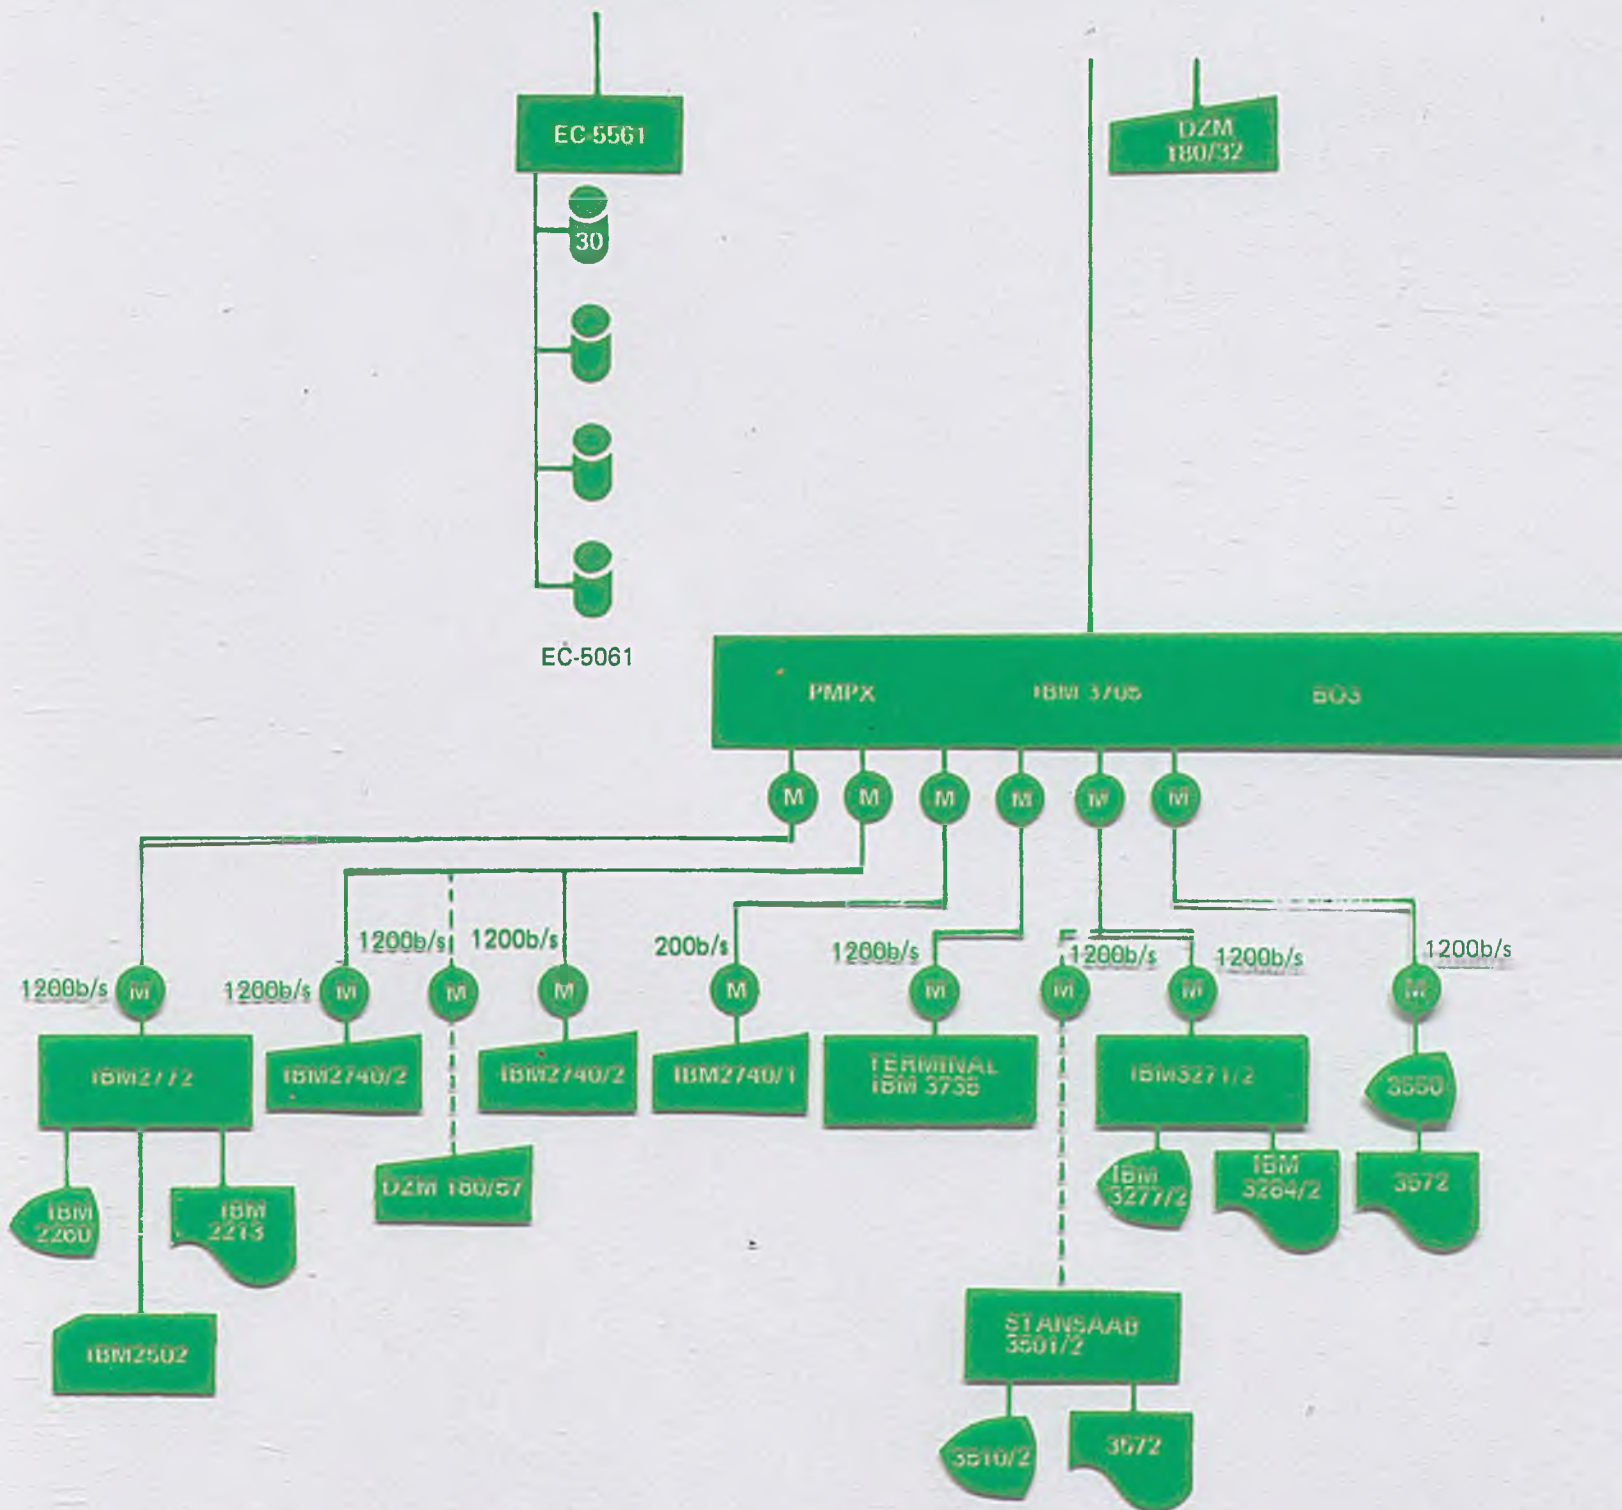 EC-5561
DZM
180/32
30
EC-5061
PMPX
IBM 3705
BO3
M
M
M
M
M
M
1200b/s
1200b/s
200b/s
1200b/s
1200b/s
1200b/s
1200b/s
1200b/s
1200b/s
M
M
M
M
M
M
M
M
M
IBM2772
IBM2740/2
IBM2740/2
IBM2740/1
TERMINAL
IBM 3735
IBM3271/2
3550
DZM 180/57
IBM
2260
IBM
2213
IBM
3277/2
IBM
3284/2
3572
IBM2502
STANSAAB
3501/2
3510/2
3572